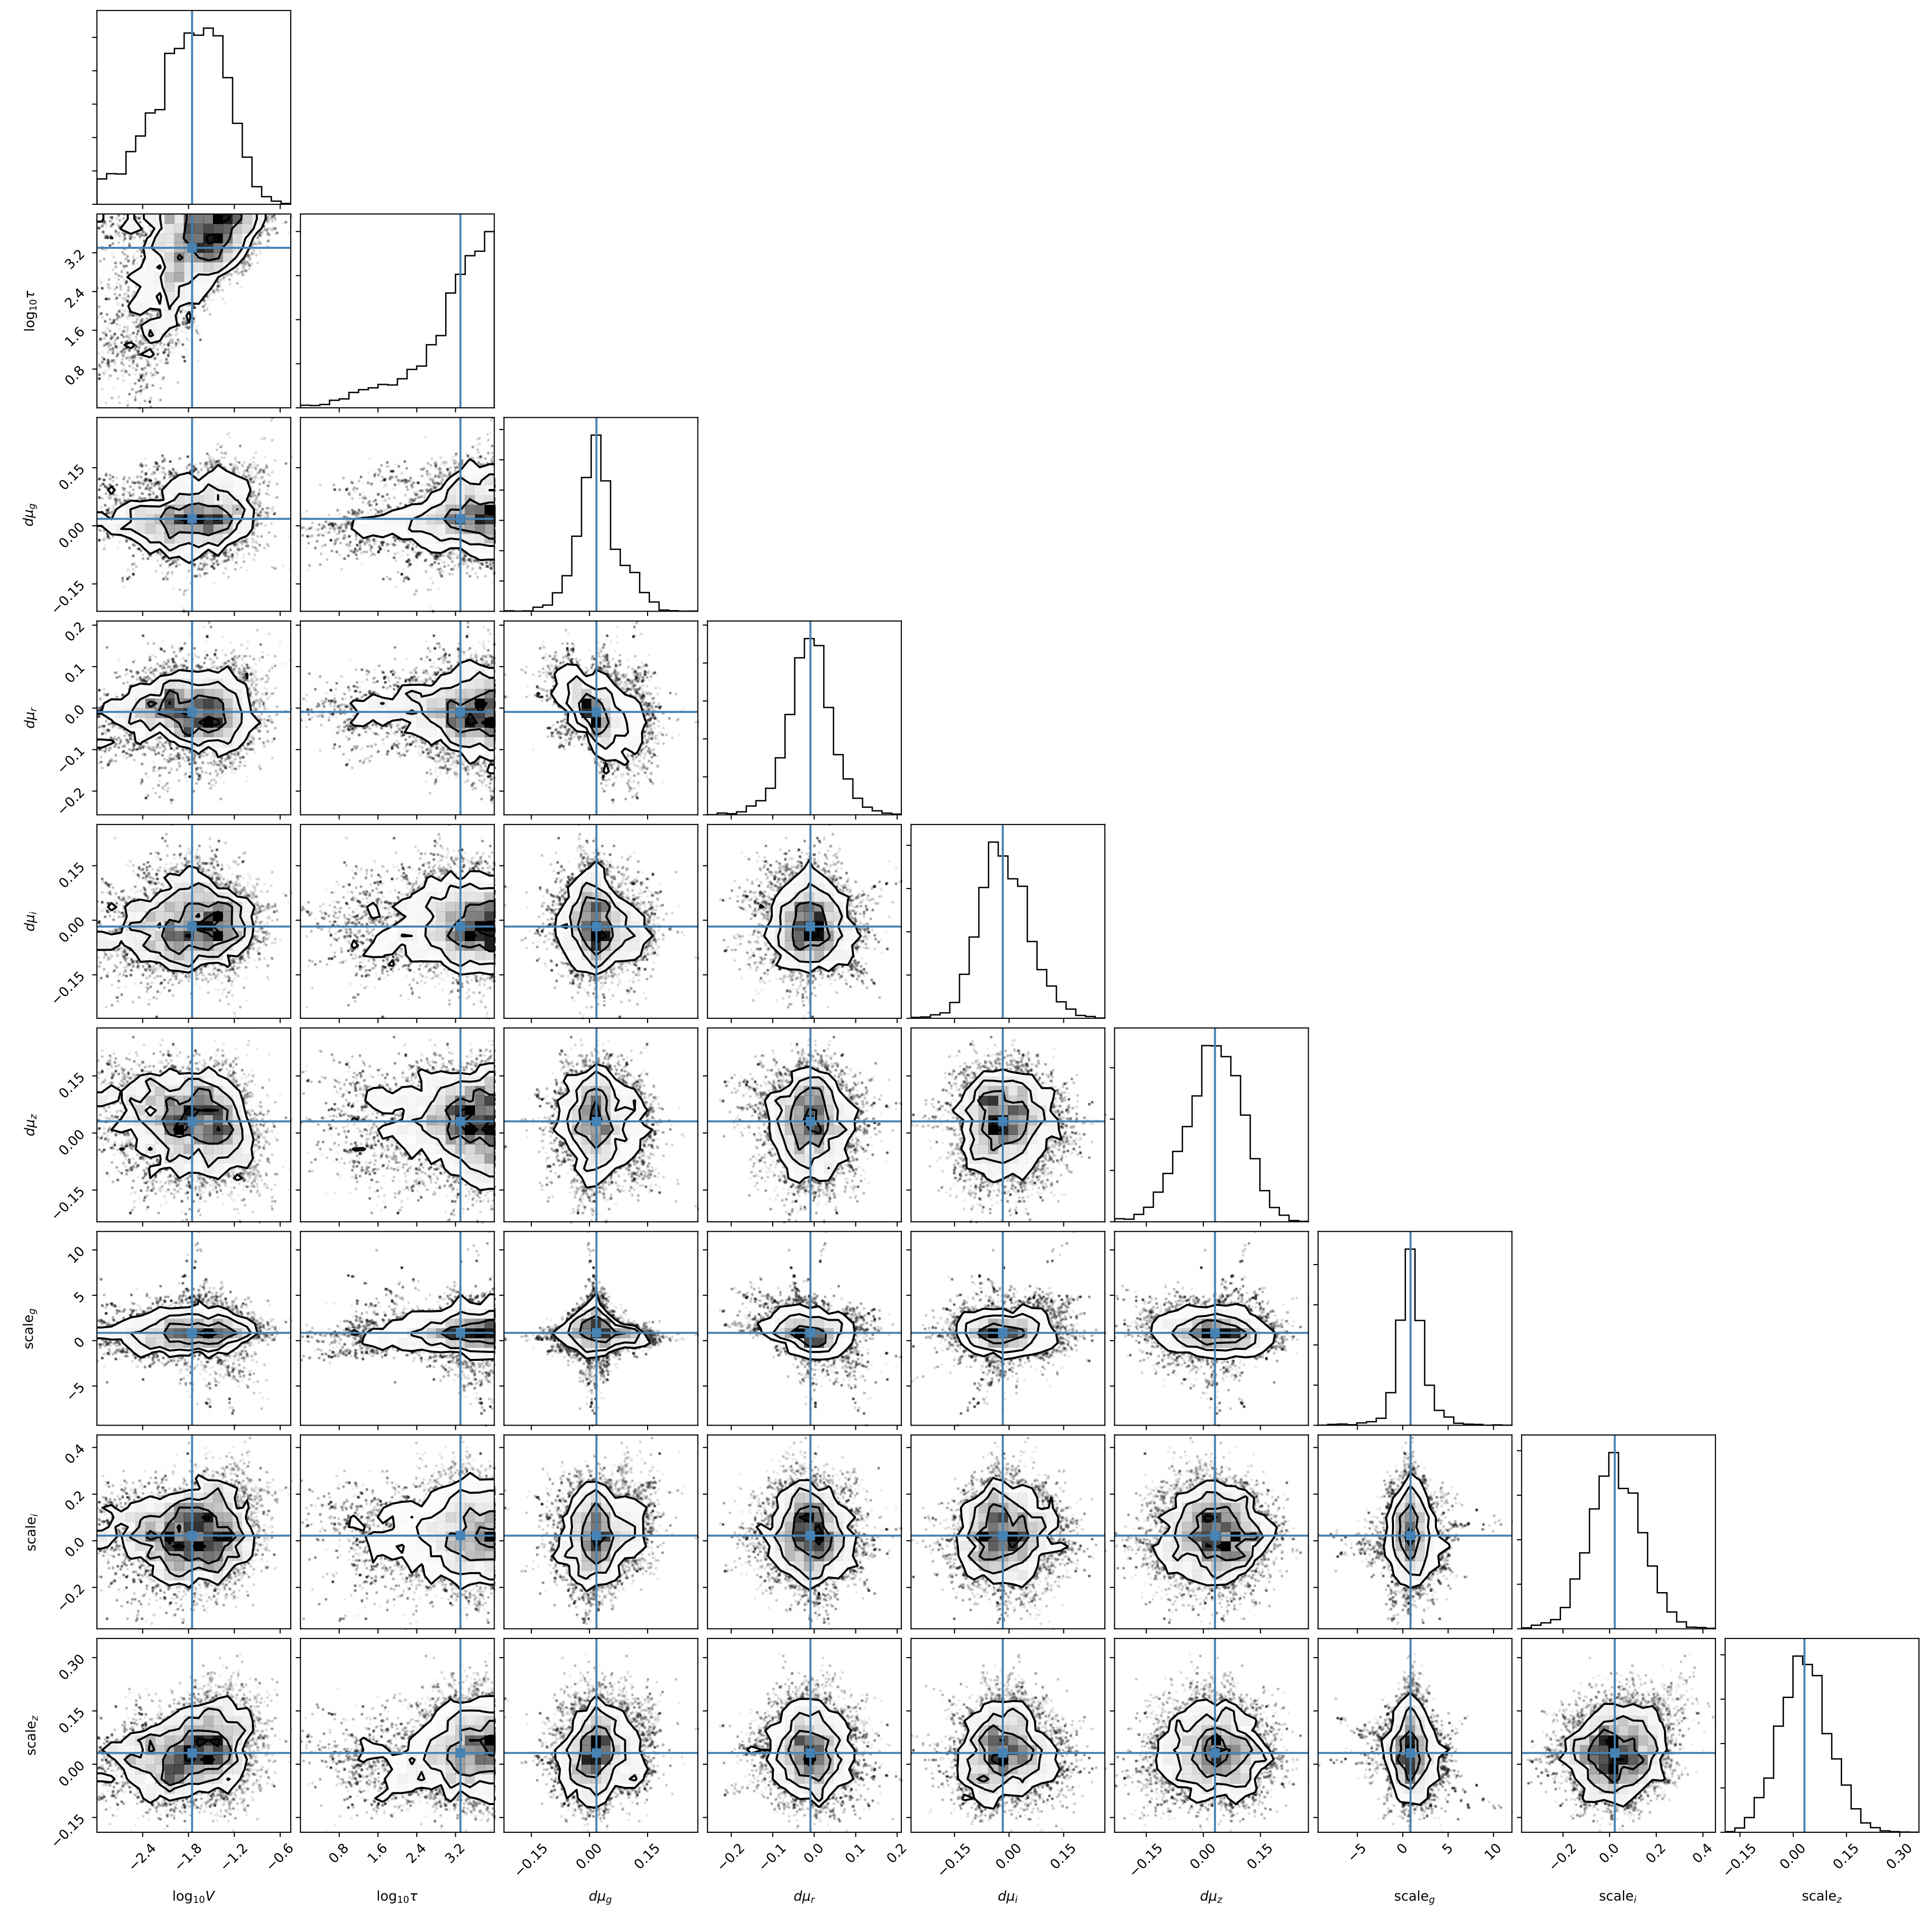 3.2
2.4
1.6
0.8
log₁₀τ
0.15
0.00
−0.15
dμ_g
0.2
0.1
0.0
−0.1
−0.2
dμ_r
0.15
0.00
−0.15
dμ_i
0.15
0.00
−0.15
dμ_z
10
5
0
−5
scale_g
0.4
0.2
0.0
−0.2
scale_i
0.30
0.15
0.00
−0.15
scale_z
−2.4 −1.8 −1.2 −0.6
0.8 1.6 2.4 3.2
−0.15 0.00 0.15
−0.2 −0.1 0.0 0.1 0.2
−0.15 0.00 0.15
−0.15 0.00 0.15
−5 0 5 10
−0.2 0.0 0.2 0.4
−0.15 0.00 0.15 0.30
log₁₀V
log₁₀τ
dμ_g
dμ_r
dμ_i
dμ_z
scale_g
scale_i
scale_z